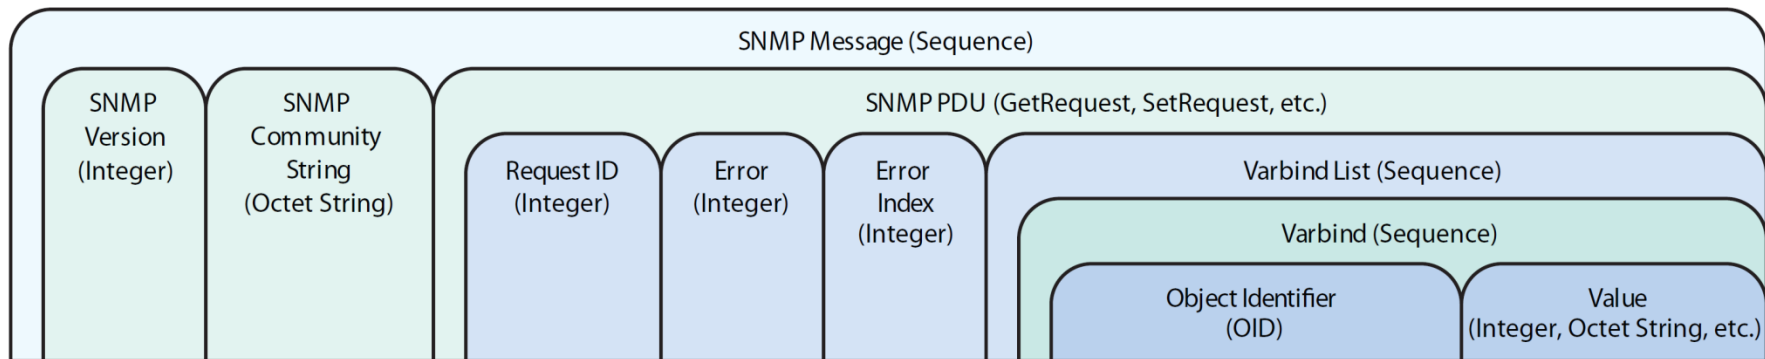 SNMP Message (Sequence)
SNMP
Version
(Integer)
SNMP
Community
String
(Octet String)
SNMP PDU (GetRequest, SetRequest, etc.)
Request ID
(Integer)
Error
(Integer)
Error
Index
(Integer)
Varbind List (Sequence)
Varbind (Sequence)
Object Identifier
(OID)
Value
(Integer, Octet String, etc.)